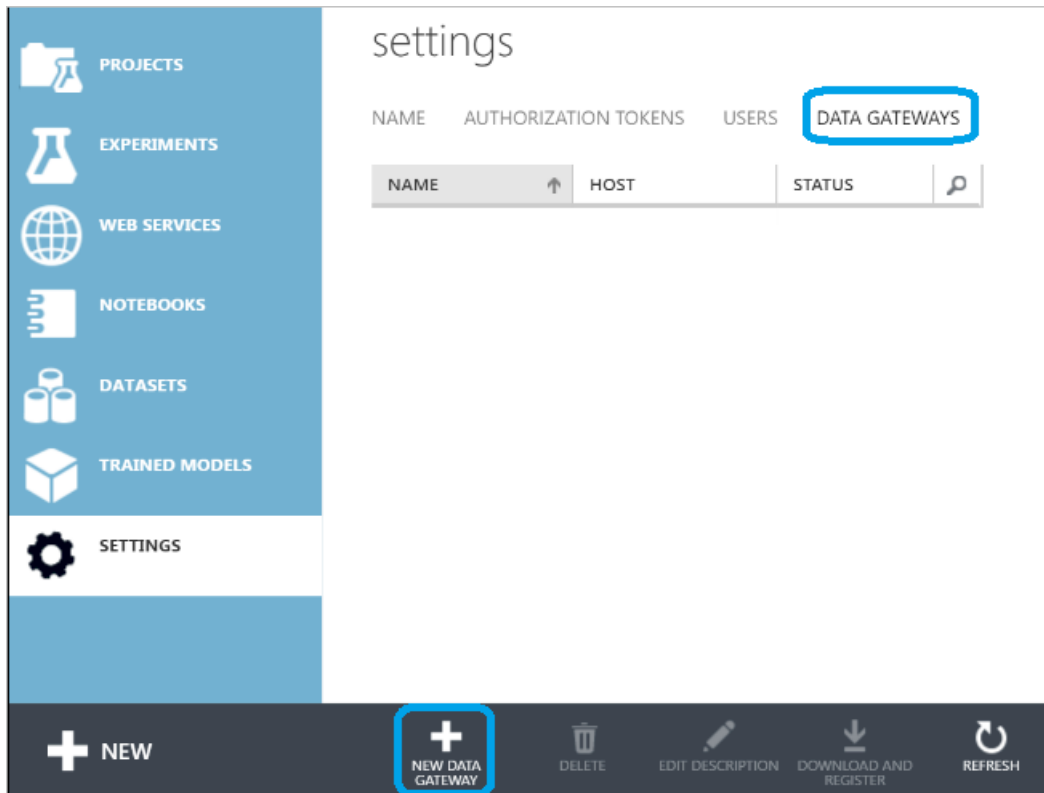 PROJECTS
EXPERIMENTS
WEB SERVICES
NOTEBOOKS
DATASETS
TRAINED MODELS
SETTINGS
settings
NAME AUTHORIZATION TOKENS USERS DATA GATEWAYS
NAME HOST STATUS
NEW
NEW DATA
GATEWAY
DELETE
EDIT DESCRIPTION
DOWNLOAD AND
REGISTER
REFRESH